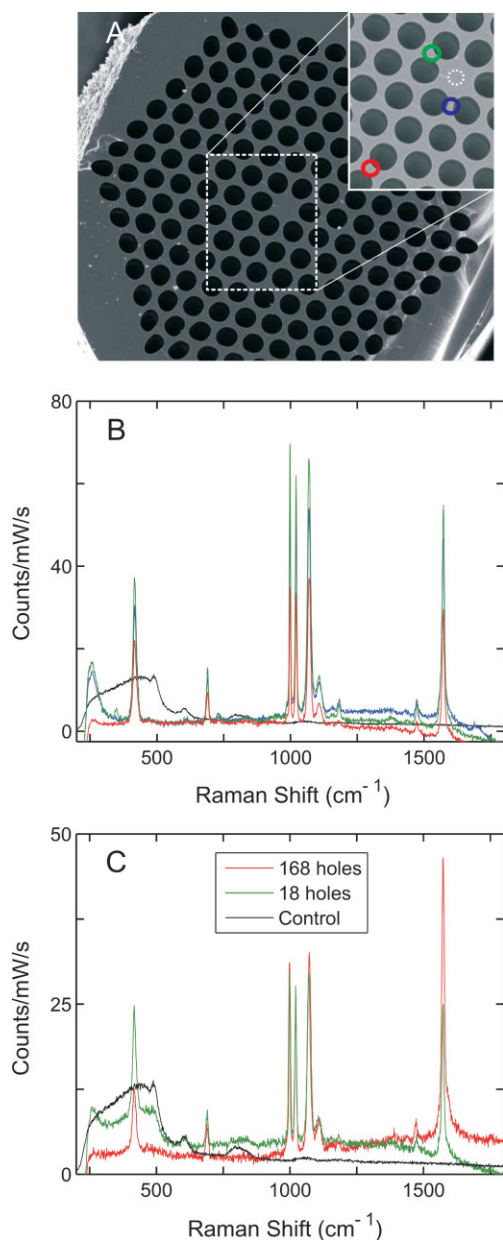 A
B
80
40
0
500
1000
1500
Counts/mW/s
Raman Shift (cm⁻¹)
C
168 holes
18 holes
Control
50
25
0
500
1000
1500
Counts/mW/s
Raman Shift (cm⁻¹)